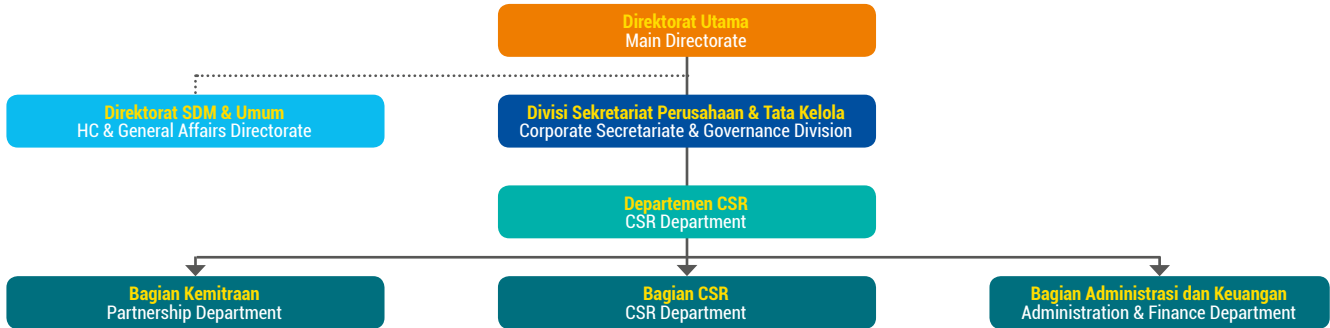 Direktorat Utama
Main Directorate
Direktorat SDM & Umum
HC & General Affairs Directorate
Divisi Sekretariat Perusahaan & Tata Kelola
Corporate Secretariate & Governance Division
Departemen CSR
CSR Department
Bagian Kemitraan
Partnership Department
Bagian CSR
CSR Department
Bagian Administrasi dan Keuangan
Administration & Finance Department